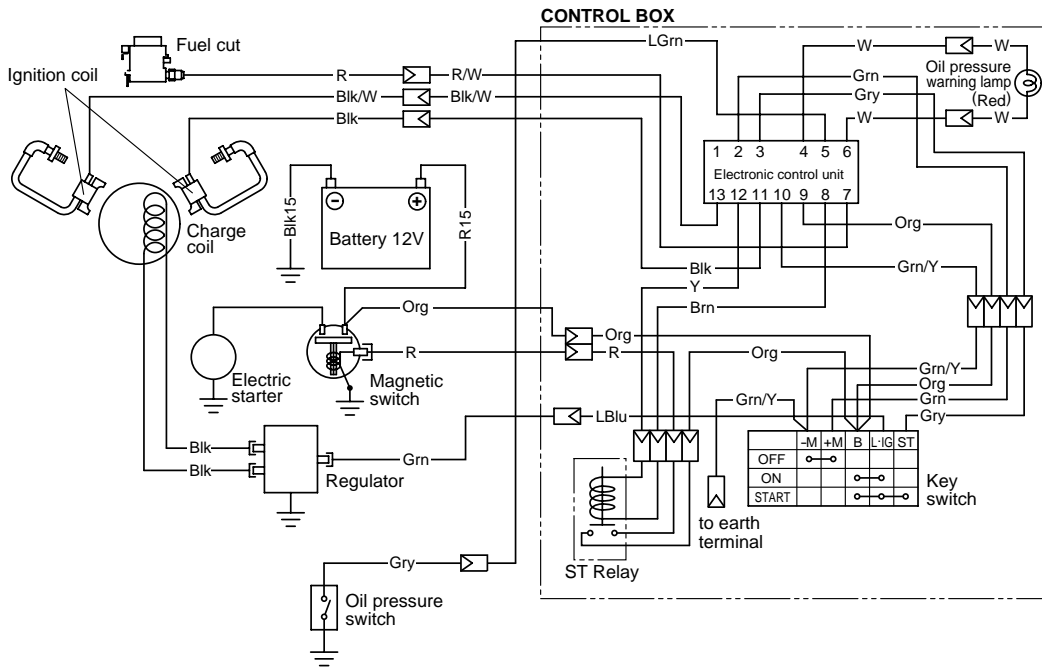 CONTROL BOX
Fuel cut
LGrn
W
W
Ignition coil
R
R/W
Grn
Oil pressure
warning lamp
(Red)
Blk/W
Blk/W
Gry
Blk
W
W
1 2 3 4 5 6
Electronic control unit
13 12 11 10 9 8 7
Blk15
R15
Battery 12V
Charge
coil
Org
Blk
Grn/Y
Y
Brn
Org
Org
R
Org
R
Electric
starter
Magnetic
switch
Grn/Y
Org
Grn
Gry
Grn/Y
LBlu
Blk
Blk
Grn
Regulator
-M +M B L·IG ST
OFF
ON
START
Key
switch
to earth
terminal
ST Relay
Gry
Oil pressure
switch